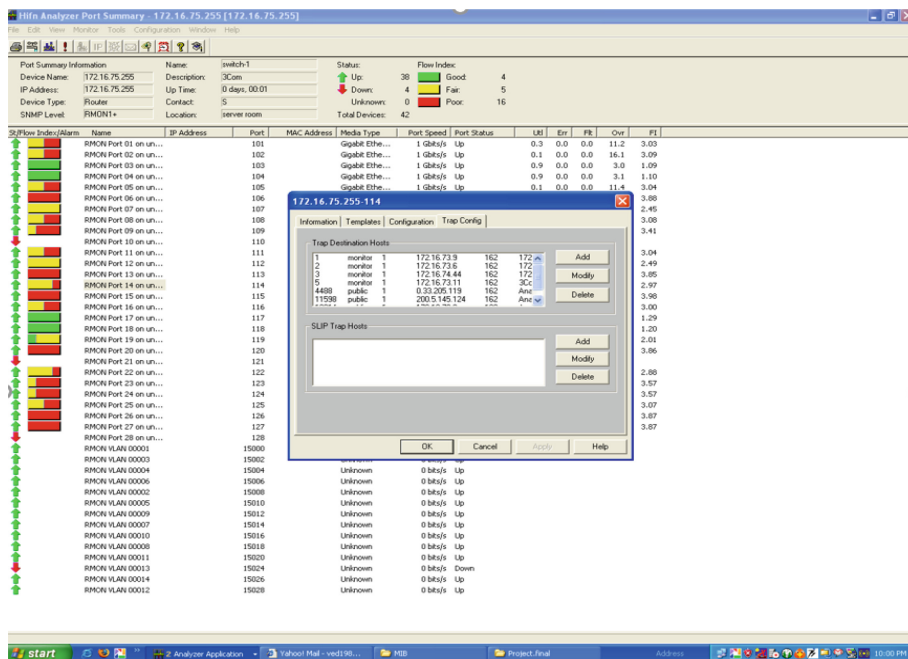 Hifn Analyzer Port Summary - 172.16.75.255 [172.16.75.255]
File Edit View Monitor Tools Configuration Window Help
Port Summary Information Name: switch-1 Status: Flow Index:
Device Name: 172.16.75.255 Description: 3Com Up: 38 Good: 4
IP Address: 172.16.75.255 Up Time: 0 days, 00:01 Down: 4 Fair: 5
Device Type: Router Contact: S Unknown: 0 Poor: 16
SNMP Level: RMON1+ Location: server room Total Devices: 42
St/Flow Index/Alarm Name IP Address Port MAC Address Media Type Port Speed Port Status Utl Err Flt Ovr FI
RMON Port 01 on un... 101 Gigabit Ethe... 1 Gbits/s Up 0.3 0.0 0.0 11.2 3.03
RMON Port 02 on un... 102 Gigabit Ethe... 1 Gbits/s Up 0.1 0.0 0.0 16.1 3.09
RMON Port 03 on un... 103 Gigabit Ethe... 1 Gbits/s Up 0.9 0.0 0.0 3.0 1.09
RMON Port 04 on un... 104 Gigabit Ethe... 1 Gbits/s Up 0.9 0.0 0.0 3.1 1.10
RMON Port 05 on un... 105 Gigabit Ethe... 1 Gbits/s Up 0.1 0.0 0.0 11.4 3.04
RMON Port 06 on un... 106 3.88
RMON Port 07 on un... 107 2.45
RMON Port 08 on un... 108 3.08
RMON Port 09 on un... 109 3.41
RMON Port 10 on un... 110
RMON Port 11 on un... 111 3.04
RMON Port 12 on un... 112 2.49
RMON Port 13 on un... 113 3.85
RMON Port 14 on un... 114 2.97
RMON Port 15 on un... 115 3.98
RMON Port 16 on un... 116 3.00
RMON Port 17 on un... 117 1.29
RMON Port 18 on un... 118 1.20
RMON Port 19 on un... 119 2.01
RMON Port 20 on un... 120 3.86
RMON Port 21 on un... 121
RMON Port 22 on un... 122 2.88
RMON Port 23 on un... 123 3.57
RMON Port 24 on un... 124 3.57
RMON Port 25 on un... 125 3.07
RMON Port 26 on un... 126 3.87
RMON Port 27 on un... 127 3.87
RMON Port 28 on un... 128
RMON VLAN 00001 15000
RMON VLAN 00003 15002 Unknown 0 bits/s Up
RMON VLAN 00004 15004 Unknown 0 bits/s Up
RMON VLAN 00006 15006 Unknown 0 bits/s Up
RMON VLAN 00002 15008 Unknown 0 bits/s Up
RMON VLAN 00005 15010 Unknown 0 bits/s Up
RMON VLAN 00009 15012 Unknown 0 bits/s Up
RMON VLAN 00007 15014 Unknown 0 bits/s Up
RMON VLAN 00010 15016 Unknown 0 bits/s Up
RMON VLAN 00008 15018 Unknown 0 bits/s Up
RMON VLAN 00011 15020 Unknown 0 bits/s Up
RMON VLAN 00013 15024 Unknown 0 bits/s Down
RMON VLAN 00014 15026 Unknown 0 bits/s Up
RMON VLAN 00012 15028 Unknown 0 bits/s Up
172.16.75.255-114
Information Templates Configuration Trap Config
Trap Destination Hosts
1 monitor 1 172.16.73.9 162 172
2 monitor 1 172.16.73.6 162 172
3 monitor 1 172.16.74.44 162 172
5 monitor 1 172.16.73.11 162 3Cc
4488 public 1 0.33.205.119 162 Ana
11598 public 1 200.5.145.124 162 Ana
Add
Modify
Delete
SLIP Trap Hosts
Add
Modify
Delete
OK Cancel Apply Help
start 2 Analyzer Application Yahoo! Mail - ved198... MIB Project.final Address 10:00 PM